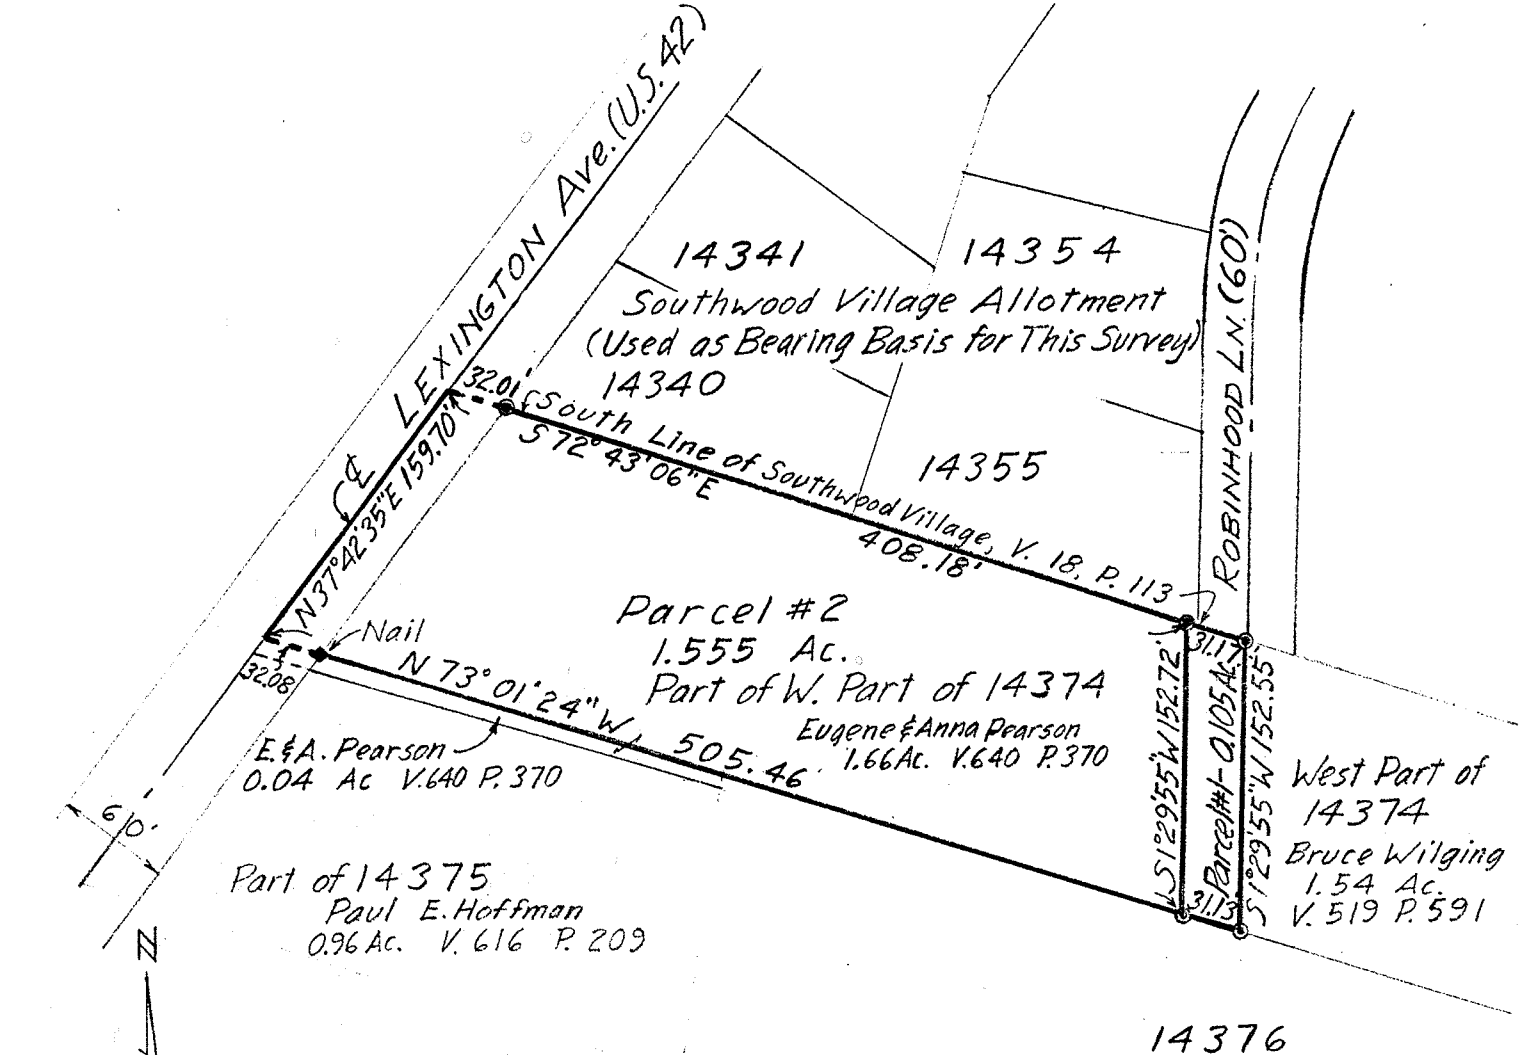 LEXINGTON Ave. (U.S. 42)
14341
14354
Southwood Village Allotment
(Used as Bearing Basis for This Survey)
14340
14355
ROBINHOOD LN. (60')
32.01'
South Line of Southwood Village, V. 18, P. 113
S 72° 43' 06" E
408.18'
℄
N 37° 42' 35" E 159.70'
Nail
32.08
N 73° 01' 24" W
505.46'
Parcel #2
1.555 Ac.
Part of W. Part of 14374
Eugene & Anna Pearson
1.66 Ac. V.640 P.370
E. & A. Pearson
0.04 Ac V.640 P.370
31.17'
S 1° 29' 55" W 152.72'
Parcel #1-0.105 Ac.
S 1° 29' 55" W 152.55'
31.13'
West Part of
14374
Bruce Wilging
1.54 Ac.
V. 519 P. 591
60'
Part of 14375
Paul E. Hoffman
0.96 Ac. V. 616 P. 209
N
14376